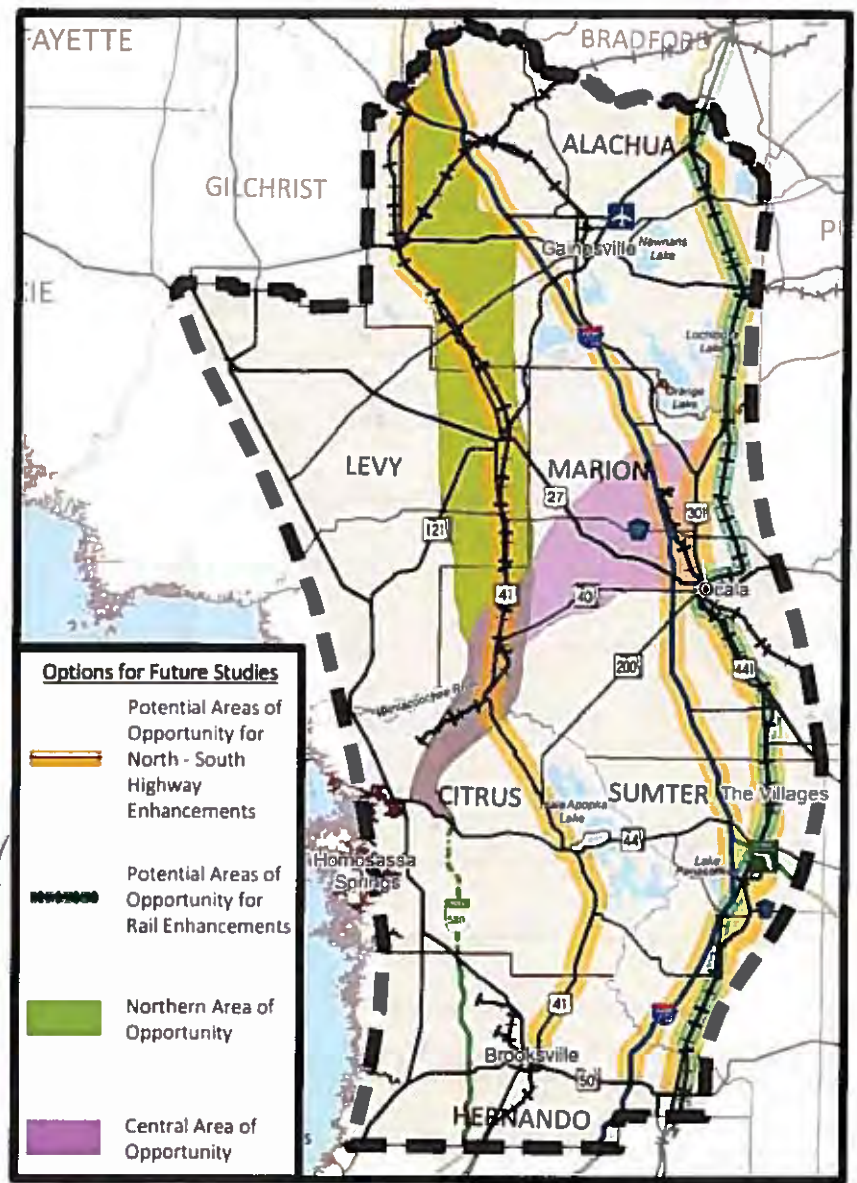 FAYETTE
BRADFORD
ALACHUA
GILCHRIST
Gainesville
Newnans
Lake
PU
IE
Lochloosa
Lake
Orange
Lake
LEVY
MARION
27
301
121
41
40
Ocala
200
441
Options for Future Studies
Potential Areas of
Opportunity for
North - South
Highway
Enhancements
Potential Areas of
Opportunity for
Rail Enhancements
Northern Area of
Opportunity
Central Area of
Opportunity
Withlacoochee R
CITRUS
SUMTER
The Villages
Lake
44
Homosassa
Springs
Lake
Panasoffkee
41
Brooksville
50
HERNANDO